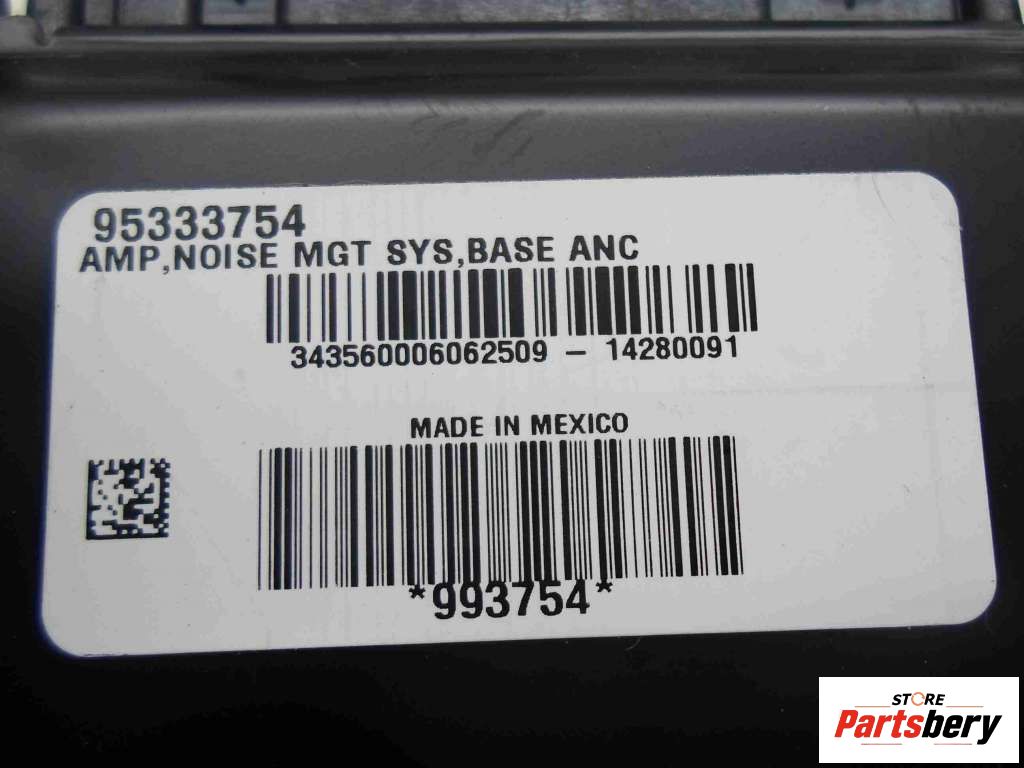 95333754
AMP,NOISE MGT SYS,BASE ANC
343560006062509 - 14280091
MADE IN MEXICO
*993754*
STORE
Partsbery